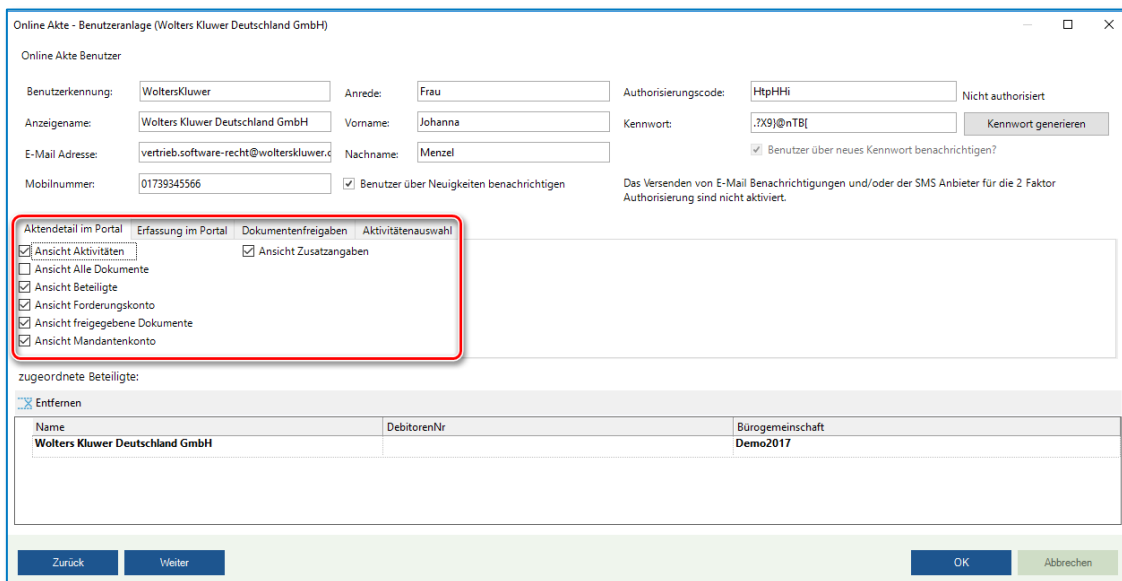 Online Akte - Benutzeranlage (Wolters Kluwer Deutschland GmbH)
Online Akte Benutzer
Benutzerkennung: WoltersKluwer Anrede: Frau Authorisierungscode: HtpHHi Nicht authorisiert
Anzeigename: Wolters Kluwer Deutschland GmbH Vorname: Johanna Kennwort: .?X9}@nTB[ Kennwort generieren
E-Mail Adresse: vertrieb.software-recht@wolterskluwer.c Nachname: Menzel Benutzer über neues Kennwort benachrichtigen?
Mobilnummer: 01739345566 Benutzer über Neuigkeiten benachrichtigen Das Versenden von E-Mail Benachrichtigungen und/oder der SMS Anbieter für die 2 Faktor
Authorisierung sind nicht aktiviert.
Aktendetail im Portal Erfassung im Portal Dokumentenfreigaben Aktivitätenauswahl
Ansicht Aktivitäten Ansicht Zusatzangaben
Ansicht Alle Dokumente
Ansicht Beteiligte
Ansicht Forderungskonto
Ansicht freigegebene Dokumente
Ansicht Mandantenkonto
zugeordnete Beteiligte:
Entfernen
Name DebitorenNr Bürogemeinschaft
Wolters Kluwer Deutschland GmbH Demo2017
Zurück Weiter OK Abbrechen